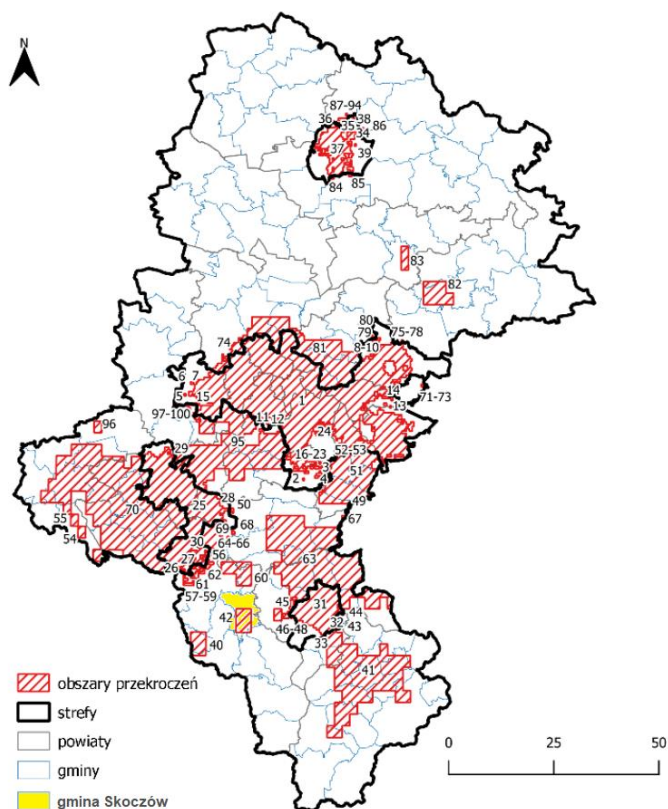 N
87-94
36 38
35 86
34
37 39
84 85
83
82
80
79 75-78
74 81 8-10
6 7
5 15 1 14 71-73
13
97-100 11 12
96 24
95 16-23 52-53
29 3 51
2 4
25 28 50 49
55 70 69 68 67
54 30 64-66 63
27 56
26 62 60
61 45 31 44
57-59
42 46-48 32 43
40 33
41
obszary przekroczeń
strefy
powiaty
gminy
gmina Skoczów
0 25 50